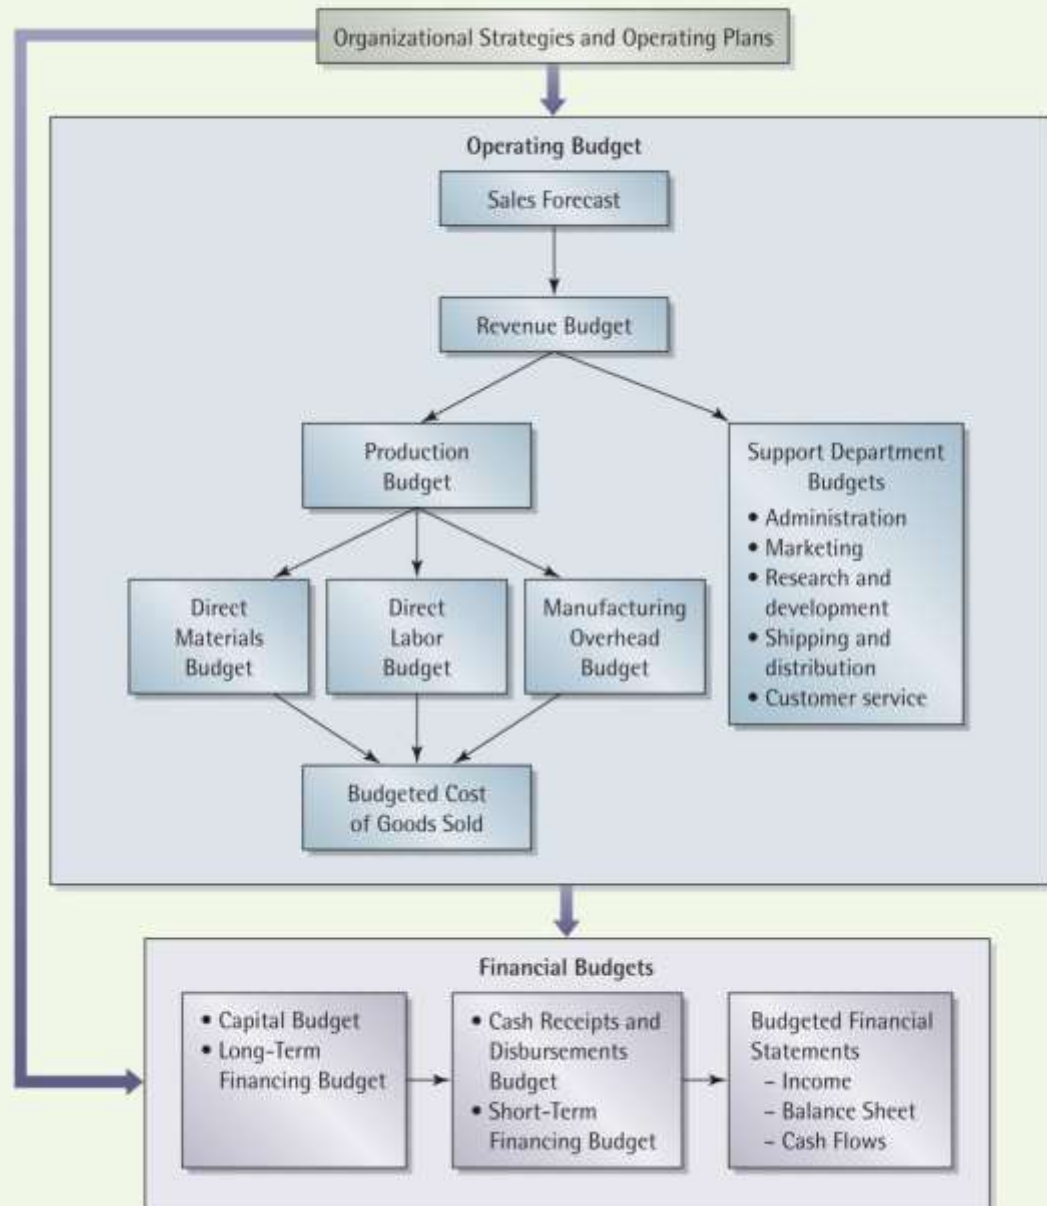 Organizational Strategies and Operating Plans
Operating Budget
Sales Forecast
Revenue Budget
Production
Budget
Support Department
Budgets
• Administration
• Marketing
• Research and
development
• Shipping and
distribution
• Customer service
Direct
Materials
Budget
Direct
Labor
Budget
Manufacturing
Overhead
Budget
Budgeted Cost
of Goods Sold
Financial Budgets
• Capital Budget
• Long-Term
Financing Budget
• Cash Receipts and
Disbursements
Budget
• Short-Term
Financing Budget
Budgeted Financial
Statements
– Income
– Balance Sheet
– Cash Flows